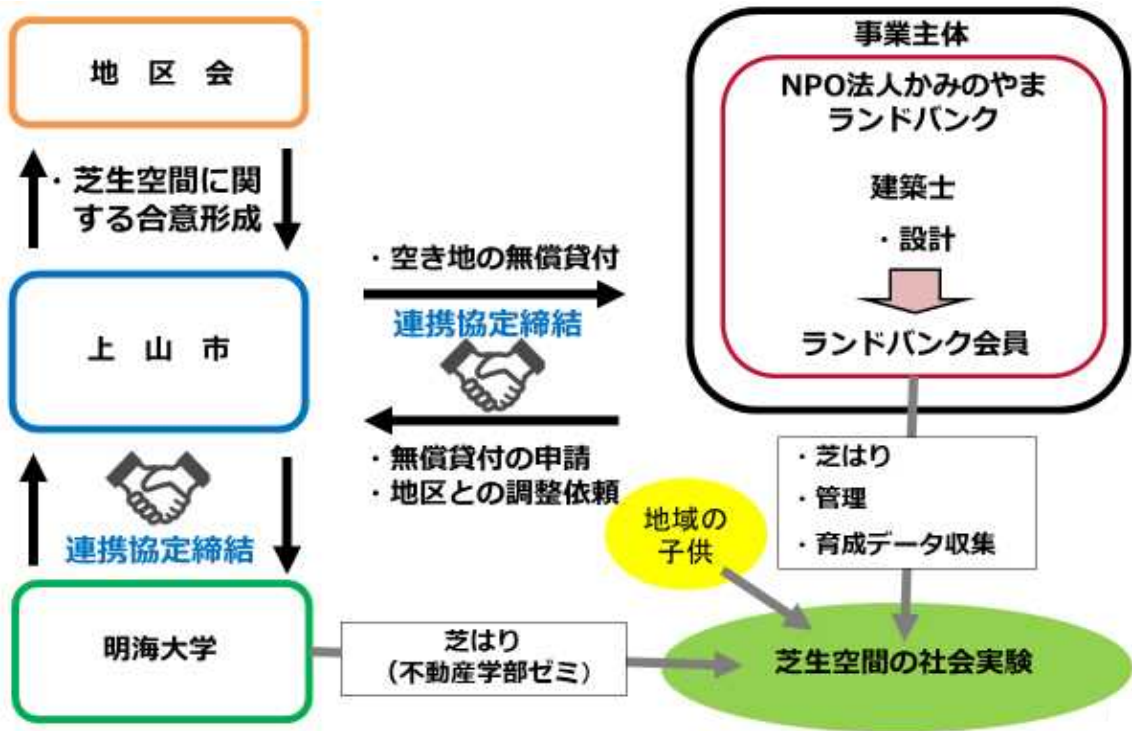 地 区 会
・芝生空間に関
する合意形成
上 山 市
連携協定締結
明海大学
・空き地の無償貸付
連携協定締結
・無償貸付の申請
・地区との調整依頼
事業主体
NPO法人かみのやま
ランドバンク
建築士
・設計
ランドバンク会員
・芝はり
・管理
・育成データ収集
地域の
子供
芝はり
（不動産学部ゼミ）
芝生空間の社会実験